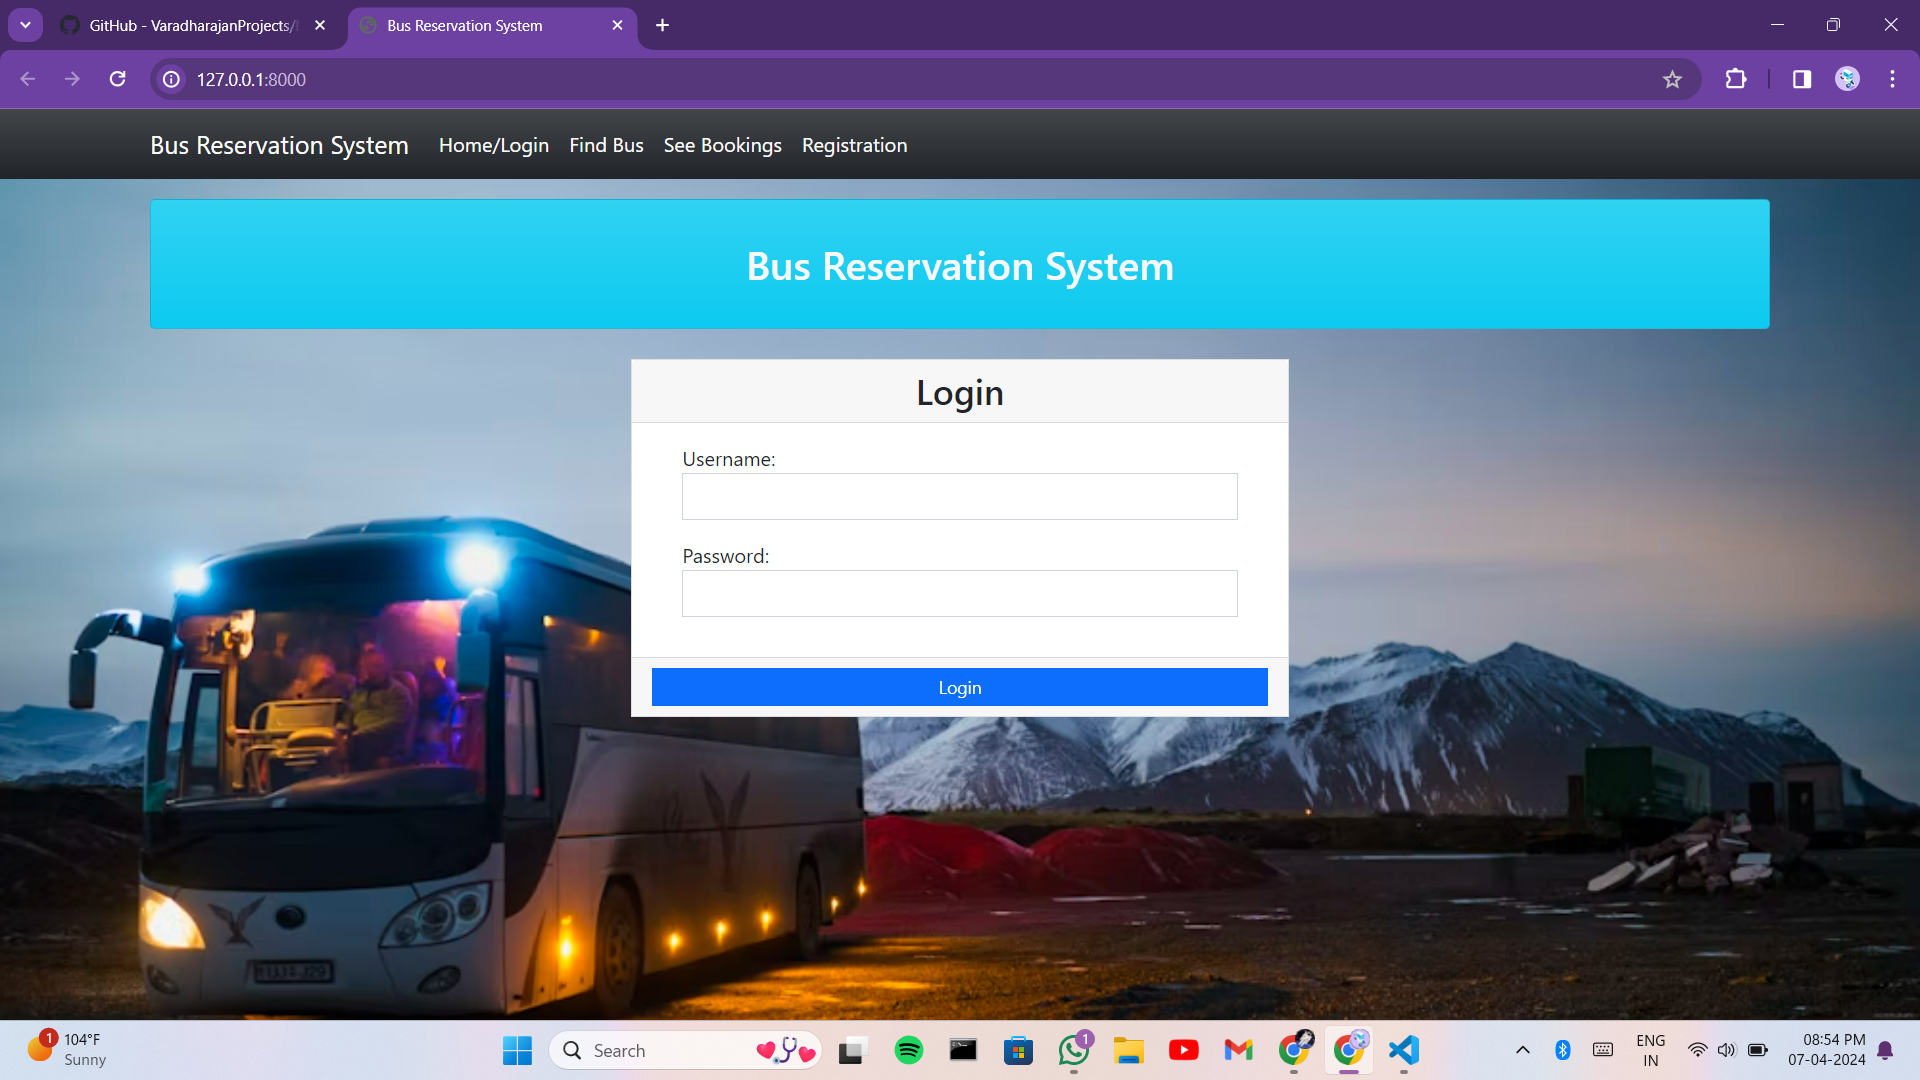 GitHub - VaradharajanProjects/
Bus Reservation System
127.0.0.1:8000
Bus Reservation System Home/Login Find Bus See Bookings Registration
Bus Reservation System
Login
Username:
Password:
Login
1
104°F
Sunny
Search
1
ENG
IN
08:54 PM
07-04-2024